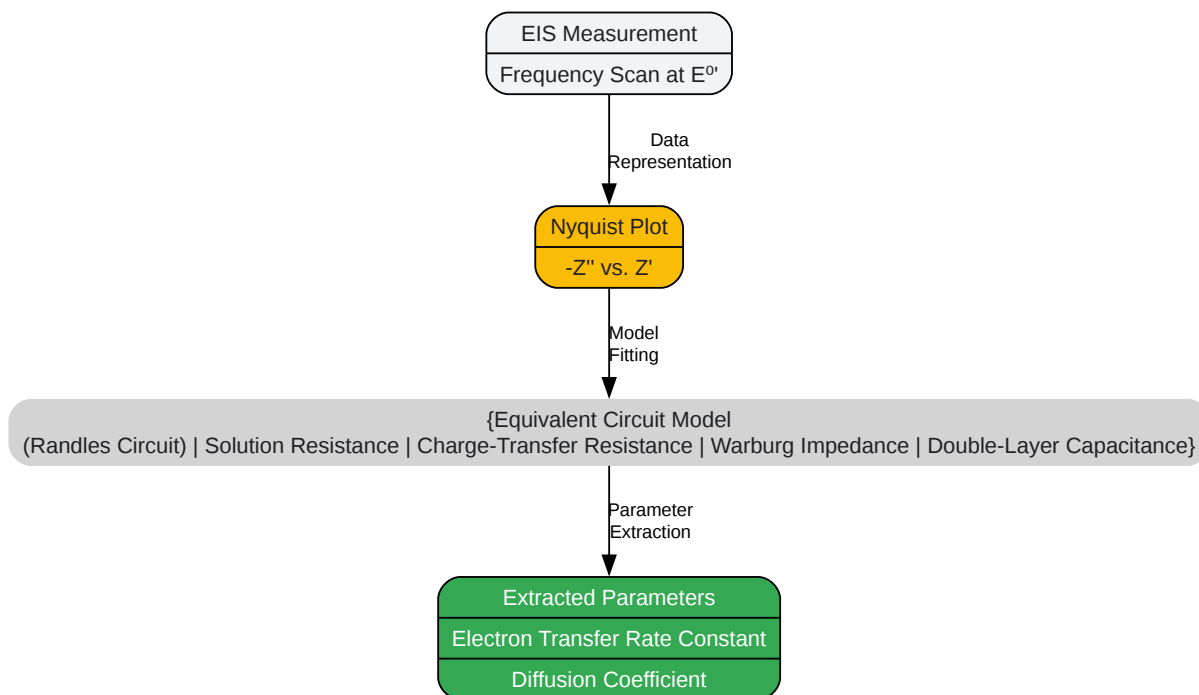 EIS Measurement
Frequency Scan at E⁰'
Data
Representation
Nyquist Plot
-Z'' vs. Z'
Model
Fitting
{Equivalent Circuit Model
(Randles Circuit) | Solution Resistance | Charge-Transfer Resistance | Warburg Impedance | Double-Layer Capacitance}
Parameter
Extraction
Extracted Parameters
Electron Transfer Rate Constant
Diffusion Coefficient